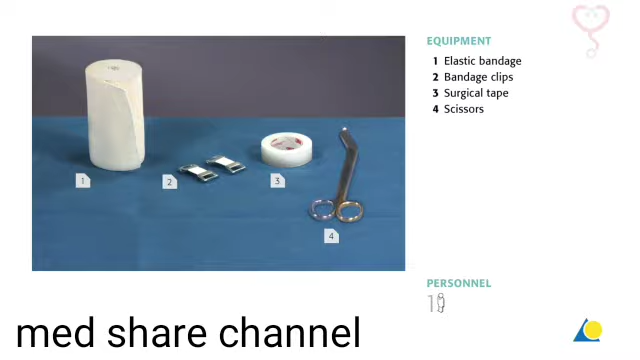 EQUIPMENT
1 Elastic bandage
2 Bandage clips
3 Surgical tape
4 Scissors
1
2
3
4
PERSONNEL
1
med share channel